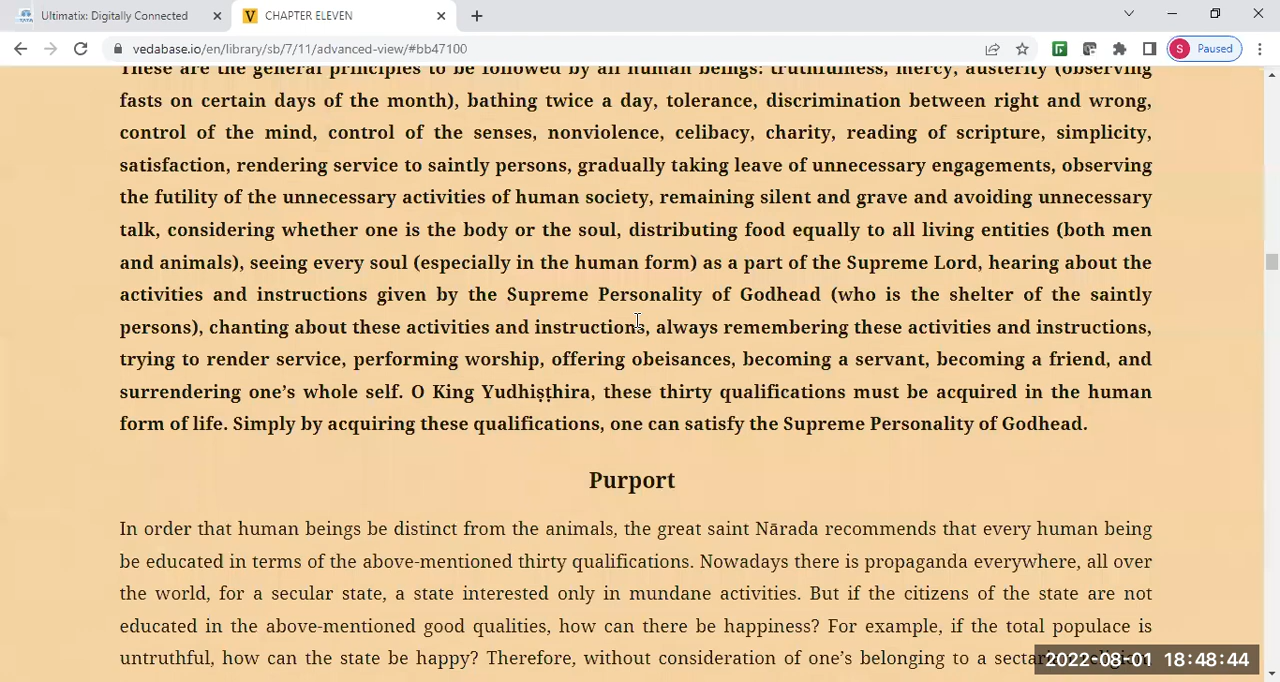 Ultimatix: Digitally Connected
CHAPTER ELEVEN
vedabase.io/en/library/sb/7/11/advanced-view/#bb47100
S Paused
These are the general principles to be followed by all human beings: truthfulness, mercy, austerity (observing
fasts on certain days of the month), bathing twice a day, tolerance, discrimination between right and wrong,
control of the mind, control of the senses, nonviolence, celibacy, charity, reading of scripture, simplicity,
satisfaction, rendering service to saintly persons, gradually taking leave of unnecessary engagements, observing
the futility of the unnecessary activities of human society, remaining silent and grave and avoiding unnecessary
talk, considering whether one is the body or the soul, distributing food equally to all living entities (both men
and animals), seeing every soul (especially in the human form) as a part of the Supreme Lord, hearing about the
activities and instructions given by the Supreme Personality of Godhead (who is the shelter of the saintly
persons), chanting about these activities and instructions, always remembering these activities and instructions,
trying to render service, performing worship, offering obeisances, becoming a servant, becoming a friend, and
surrendering one’s whole self. O King Yudhiṣṭhira, these thirty qualifications must be acquired in the human
form of life. Simply by acquiring these qualifications, one can satisfy the Supreme Personality of Godhead.
Purport
In order that human beings be distinct from the animals, the great saint Nārada recommends that every human being
be educated in terms of the above-mentioned thirty qualifications. Nowadays there is propaganda everywhere, all over
the world, for a secular state, a state interested only in mundane activities. But if the citizens of the state are not
educated in the above-mentioned good qualities, how can there be happiness? For example, if the total populace is
untruthful, how can the state be happy? Therefore, without consideration of one’s belonging to a
2022-08-01 18:48:44